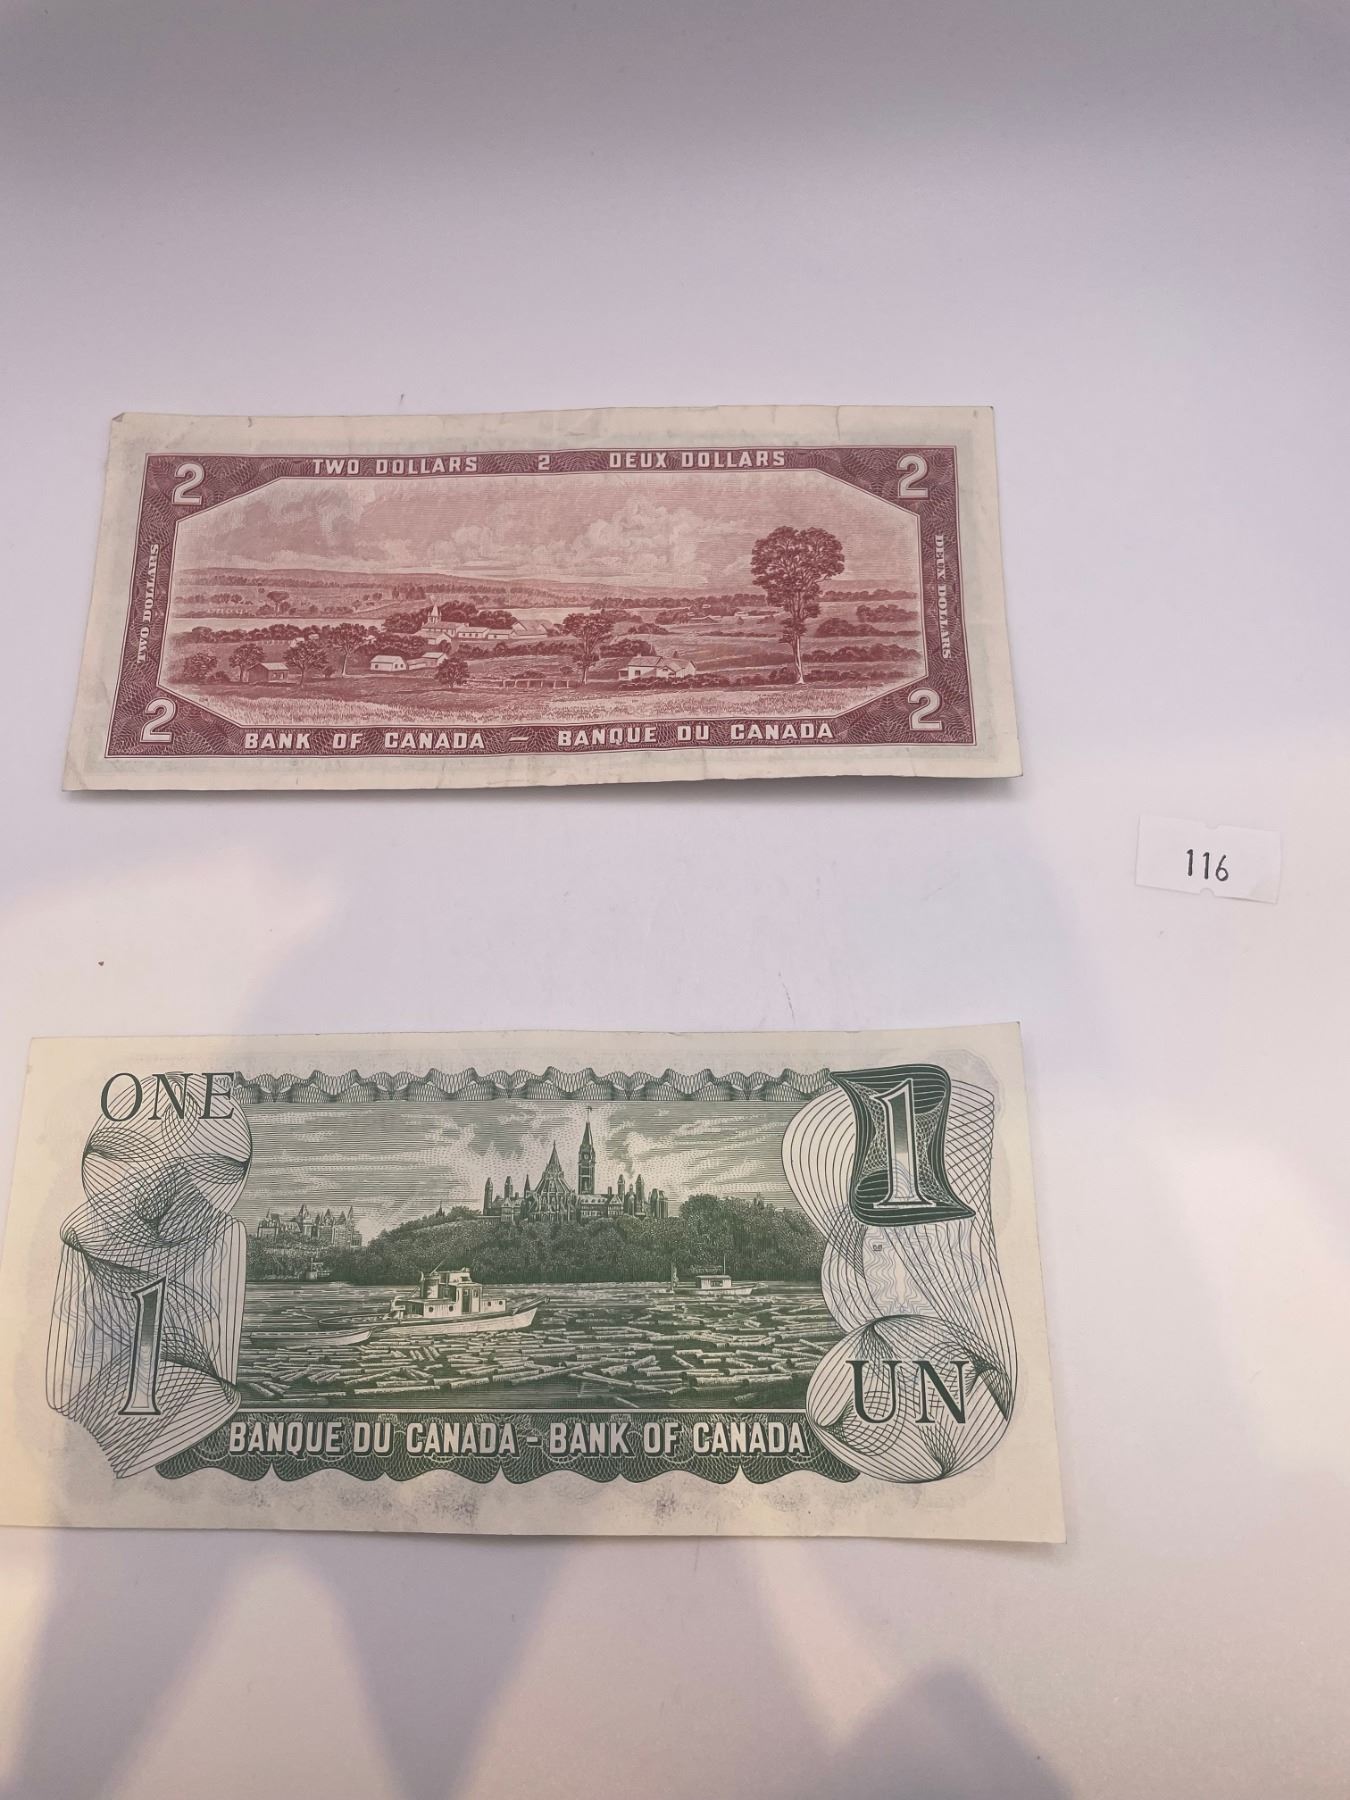 2 TWO DOLLARS 2 DEUX DOLLARS 2
TWO DOLLARS
DEUX DOLLARS
2 BANK OF CANADA — BANQUE DU CANADA 2
116
ONE 1
1 UN
BANQUE DU CANADA - BANK OF CANADA